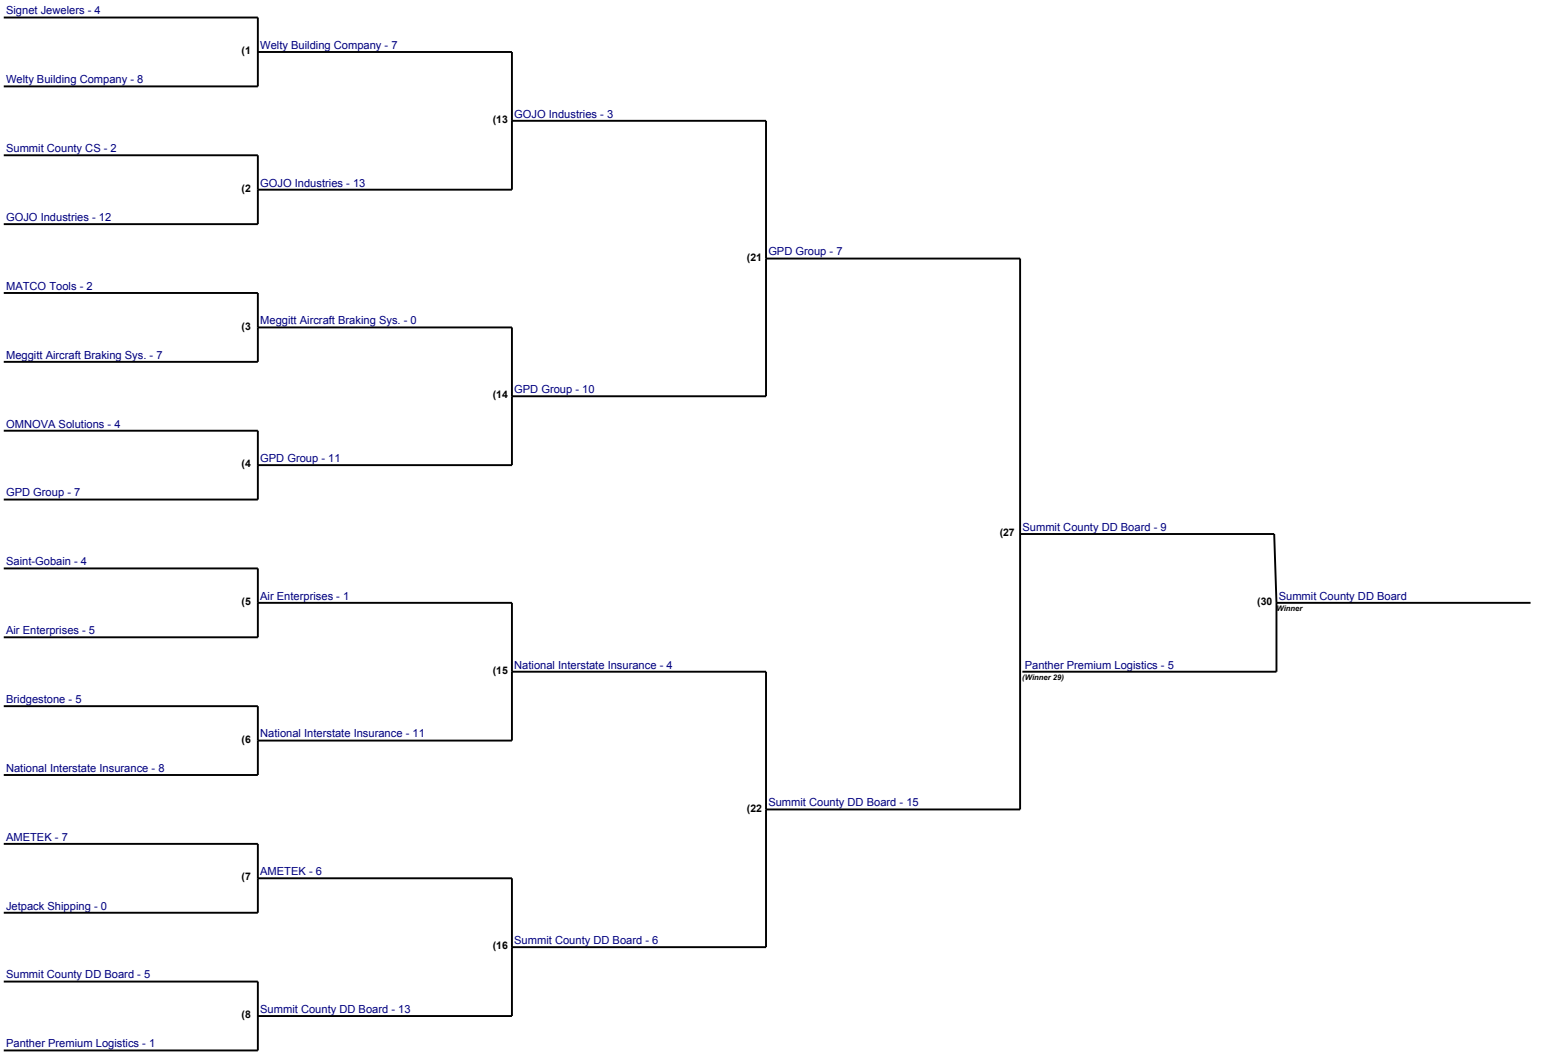 Signet Jewelers - 4
(1
Welty Building Company - 7
Welty Building Company - 8
(13
GOJO Industries - 3
Summit County CS - 2
(2
GOJO Industries - 13
GOJO Industries - 12
(21
GPD Group - 7
MATCO Tools - 2
(3
Meggitt Aircraft Braking Sys. - 0
Meggitt Aircraft Braking Sys. - 7
(14
GPD Group - 10
OMNOVA Solutions - 4
(4
GPD Group - 11
GPD Group - 7
(27
Summit County DD Board - 9
Saint-Gobain - 4
(5
Air Enterprises - 1
(30
Summit County DD Board
Winner
Air Enterprises - 5
(15
National Interstate Insurance - 4
Panther Premium Logistics - 5
(Winner 29)
Bridgestone - 5
(6
National Interstate Insurance - 11
National Interstate Insurance - 8
(22
Summit County DD Board - 15
AMETEK - 7
(7
AMETEK - 6
Jetpack Shipping - 0
(16
Summit County DD Board - 6
Summit County DD Board - 5
(8
Summit County DD Board - 13
Panther Premium Logistics - 1